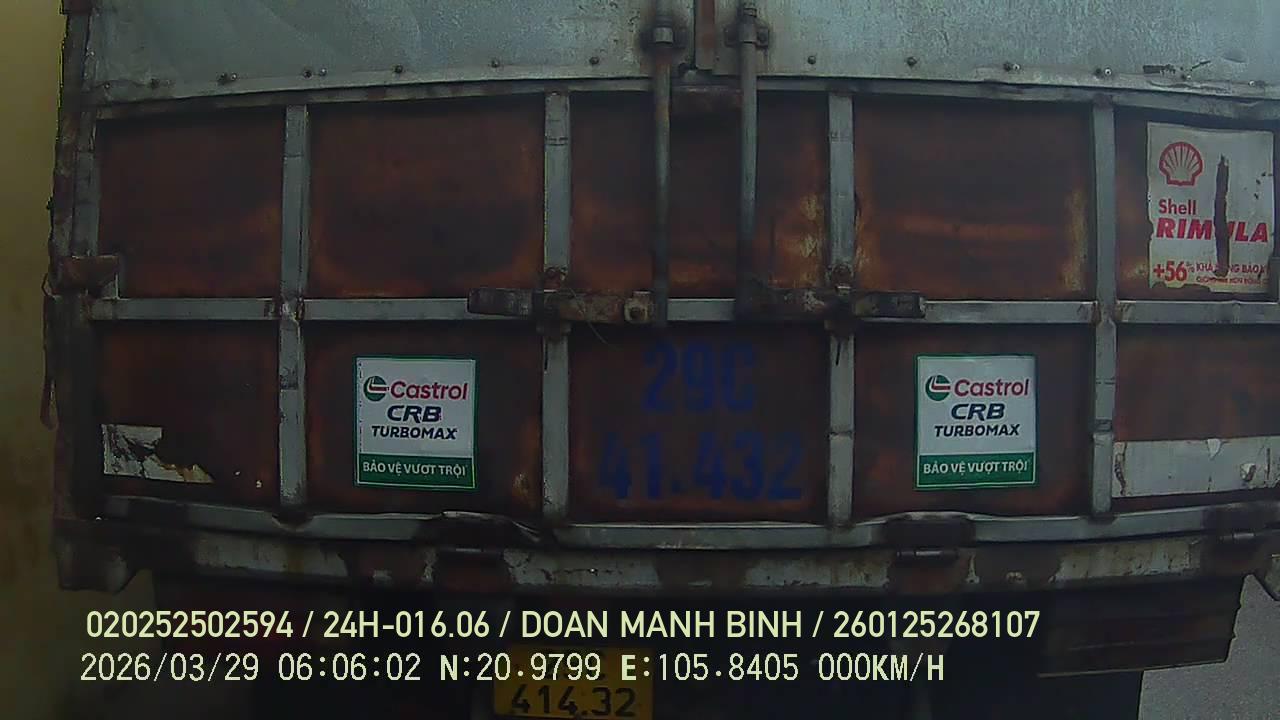 Shell
RIMULA
+56%
Castrol
CRB
TURBOMAX
BẢO VỆ VƯỢT TRỘI
29C
41.432
Castrol
CRB
TURBOMAX
BẢO VỆ VƯỢT TRỘI
020252502594 / 24H-016.06 / DOAN MANH BINH / 260125268107
2026/03/29 06:06:02 N:20.9799 E:105.8405 000KM/H
414.32